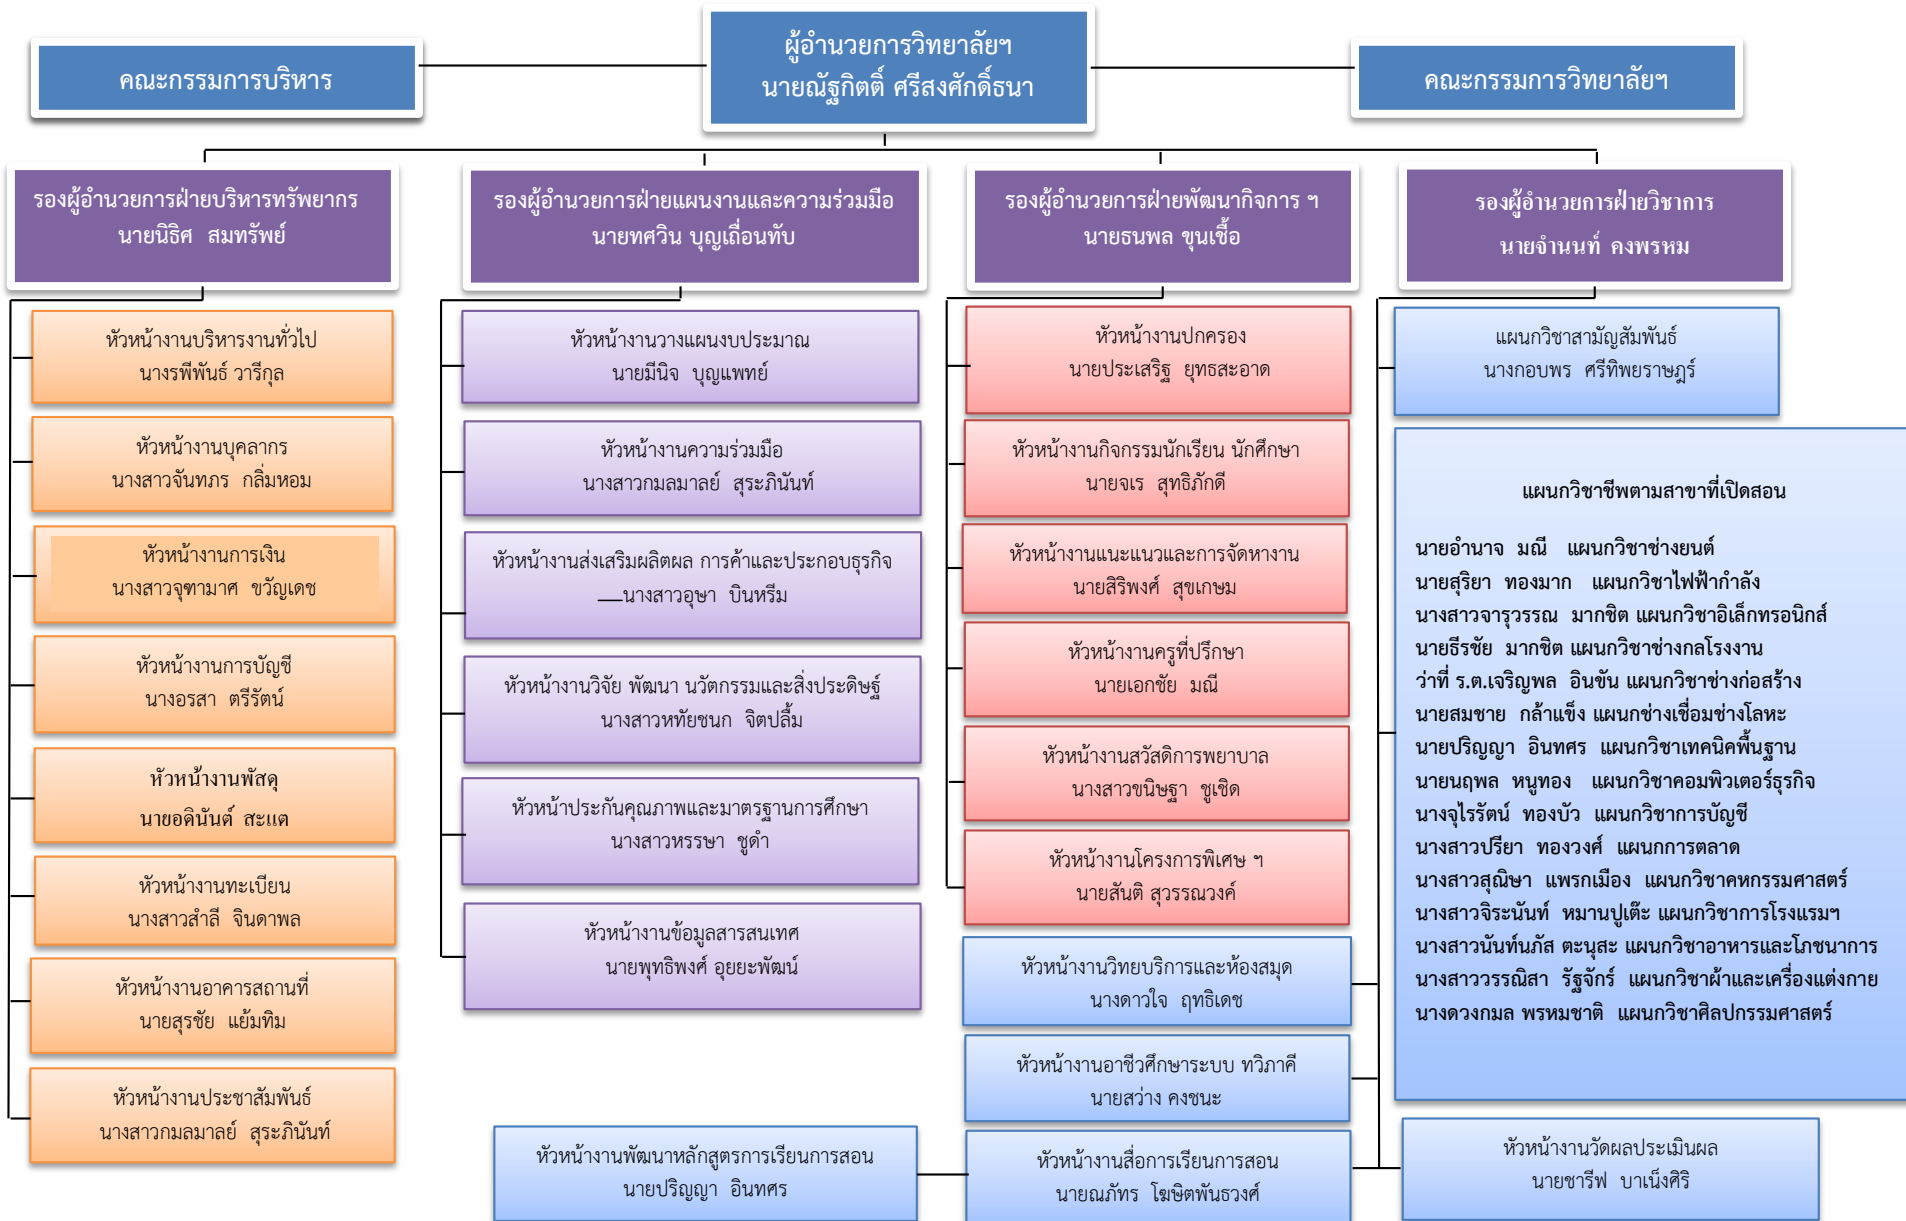 ผู้อำนวยการวิทยาลัยฯ
นายณัฐกิตติ์ ศรีสงศักดิ์ธนา
คณะกรรมการบริหาร
คณะกรรมการวิทยาลัยฯ
รองผู้อำนวยการฝ่ายบริหารทรัพยากร
นายนิธิศ สมทรัพย์
รองผู้อำนวยการฝ่ายแผนงานและความร่วมมือ
นายทศวิน บุญเถื่อนทับ
รองผู้อำนวยการฝ่ายพัฒนากิจการ ฯ
นายธนพล ขุนเชื้อ
รองผู้อำนวยการฝ่ายวิชาการ
นายจำนนท์ คงพรหม
หัวหน้างานบริหารงานทั่วไป
นางรพีพันธ์ วารีกุล
หัวหน้างานบุคลากร
นางสาวจันทภร กลิ่มหอม
หัวหน้างานการเงิน
นางสาวจุฑามาศ ขวัญเดช
หัวหน้างานการบัญชี
นางอรสา ตรีรัตน์
หัวหน้างานพัสดุ
นายอดินันต์ สะแต
หัวหน้างานทะเบียน
นางสาวสำลี จินดาพล
หัวหน้างานอาคารสถานที่
นายสุรชัย แย้มทิม
หัวหน้างานประชาสัมพันธ์
นางสาวกมลมาลย์ สุระภินันท์
หัวหน้างานวางแผนงบประมาณ
นายมีนิจ บุญแพทย์
หัวหน้างานความร่วมมือ
นางสาวกมลมาลย์ สุระภินันท์
หัวหน้างานส่งเสริมผลิตผล การค้าและประกอบธุรกิจ
นางสาวอุษา บินหรีม
หัวหน้างานวิจัย พัฒนา นวัตกรรมและสิ่งประดิษฐ์
นางสาวหทัยชนก จิตปลื้ม
หัวหน้าประกันคุณภาพและมาตรฐานการศึกษา
นางสาวหรรษา ชูดำ
หัวหน้างานข้อมูลสารสนเทศ
นายพุทธิพงศ์ อุยยะพัฒน์
หัวหน้างานปกครอง
นายประเสริฐ ยุทธสะอาด
หัวหน้างานกิจกรรมนักเรียน นักศึกษา
นายจเร สุทธิภักดี
หัวหน้างานแนะแนวและการจัดหางาน
นายสิริพงศ์ สุขเกษม
หัวหน้างานครูที่ปรึกษา
นายเอกชัย มณี
หัวหน้างานสวัสดิการพยาบาล
นางสาวขนิษฐา ชูเชิด
หัวหน้างานโครงการพิเศษ ฯ
นายสันติ สุวรรณวงค์
หัวหน้างานวิทยบริการและห้องสมุด
นางดาวใจ ฤทธิเดช
หัวหน้างานอาชีวศึกษาระบบ ทวิภาคี
นายสว่าง คงชนะ
หัวหน้างานพัฒนาหลักสูตรการเรียนการสอน
นายปริญญา อินทศร
หัวหน้างานสื่อการเรียนการสอน
นายณภัทร โฆษิตพันธวงศ์
แผนกวิชาสามัญสัมพันธ์
นางกอบพร ศรีทิพยราษฎร์
แผนกวิชาชีพตามสาขาที่เปิดสอน
นายอำนาจ มณี แผนกวิชาช่างยนต์
นายสุริยา ทองมาก แผนกวิชาไฟฟ้ากำลัง
นางสาวจารุวรรณ มากชิต แผนกวิชาอิเล็กทรอนิกส์
นายธีรชัย มากชิต แผนกวิชาช่างกลโรงงาน
ว่าที่ ร.ต.เจริญพล อินขัน แผนกวิชาช่างก่อสร้าง
นายสมชาย กล้าแข็ง แผนกช่างเชื่อมช่างโลหะ
นายปริญญา อินทศร แผนกวิชาเทคนิคพื้นฐาน
นายนฤพล หนูทอง แผนกวิชาคอมพิวเตอร์ธุรกิจ
นางจุไรรัตน์ ทองบัว แผนกวิชาการบัญชี
นางสาวปรียา ทองวงศ์ แผนกการตลาด
นางสาวสุณิษา แพรกเมือง แผนกวิชาคหกรรมศาสตร์
นางสาวจิระนันท์ หมานปูเต๊ะ แผนกวิชาการโรงแรมฯ
นางสาวนันท์นภัส ตะนุสะ แผนกวิชาอาหารและโภชนาการ
นางสาววรรณิสา รัฐจักร์ แผนกวิชาผ้าและเครื่องแต่งกาย
นางดวงกมล พรหมชาติ แผนกวิชาศิลปกรรมศาสตร์
หัวหน้างานวัดผลประเมินผล
นายชารีฟ บาเน็งศิริ